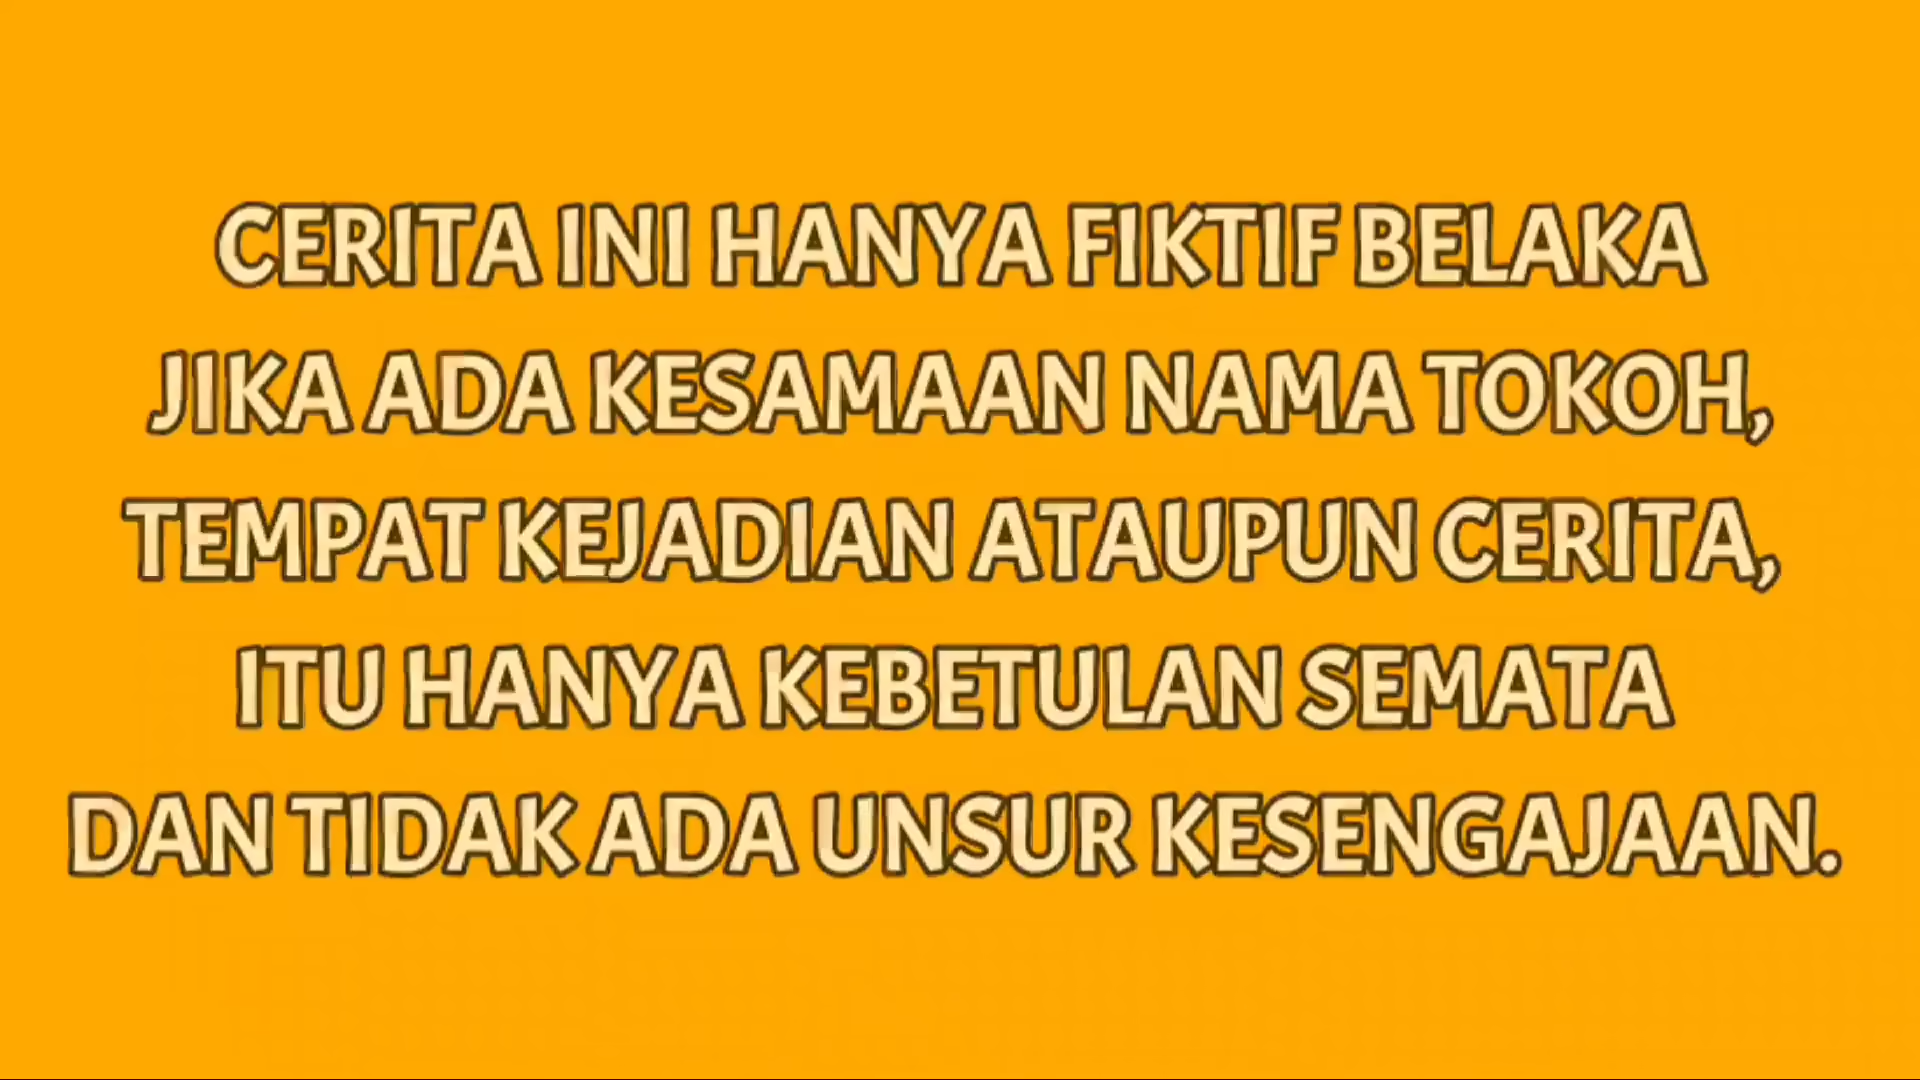 CERITA INI HANYA FIKTIF BELAKA
JIKA ADA KESAMAAN NAMA TOKOH,
TEMPAT KEJADIAN ATAUPUN CERITA,
ITU HANYA KEBETULAN SEMATA
DAN TIDAK ADA UNSUR KESENGAJAAN.